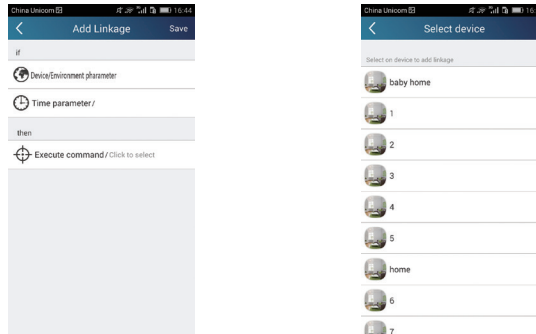 China Unicom 16:44
Add Linkage Save
if
Device/Environment pharameter
Time parameter/
then
Execute command/Click to select
China Unicom 16:
Select device
Select on device to add linkage
baby home
1
2
3
4
5
home
6
7